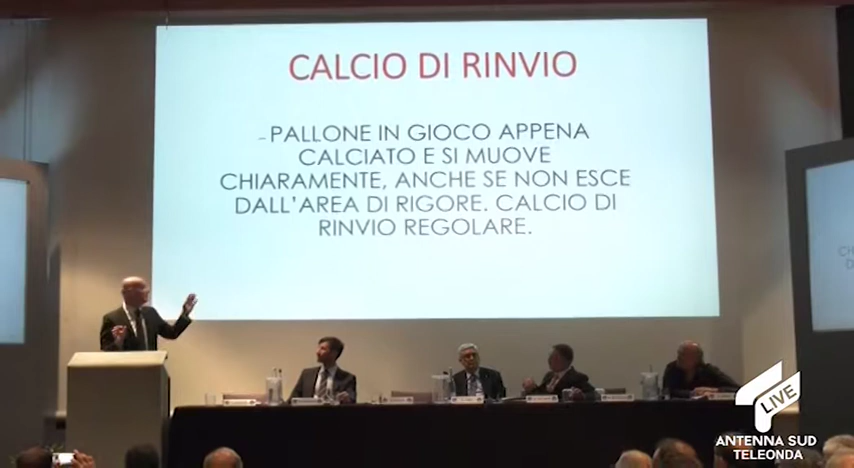 CALCIO DI RINVIO
-PALLONE IN GIOCO APPENA
CALCIATO E SI MUOVE
CHIARAMENTE, ANCHE SE NON ESCE
DALL'AREA DI RIGORE. CALCIO DI
RINVIO REGOLARE.
LIVE
ANTENNA SUD
TELEONDA